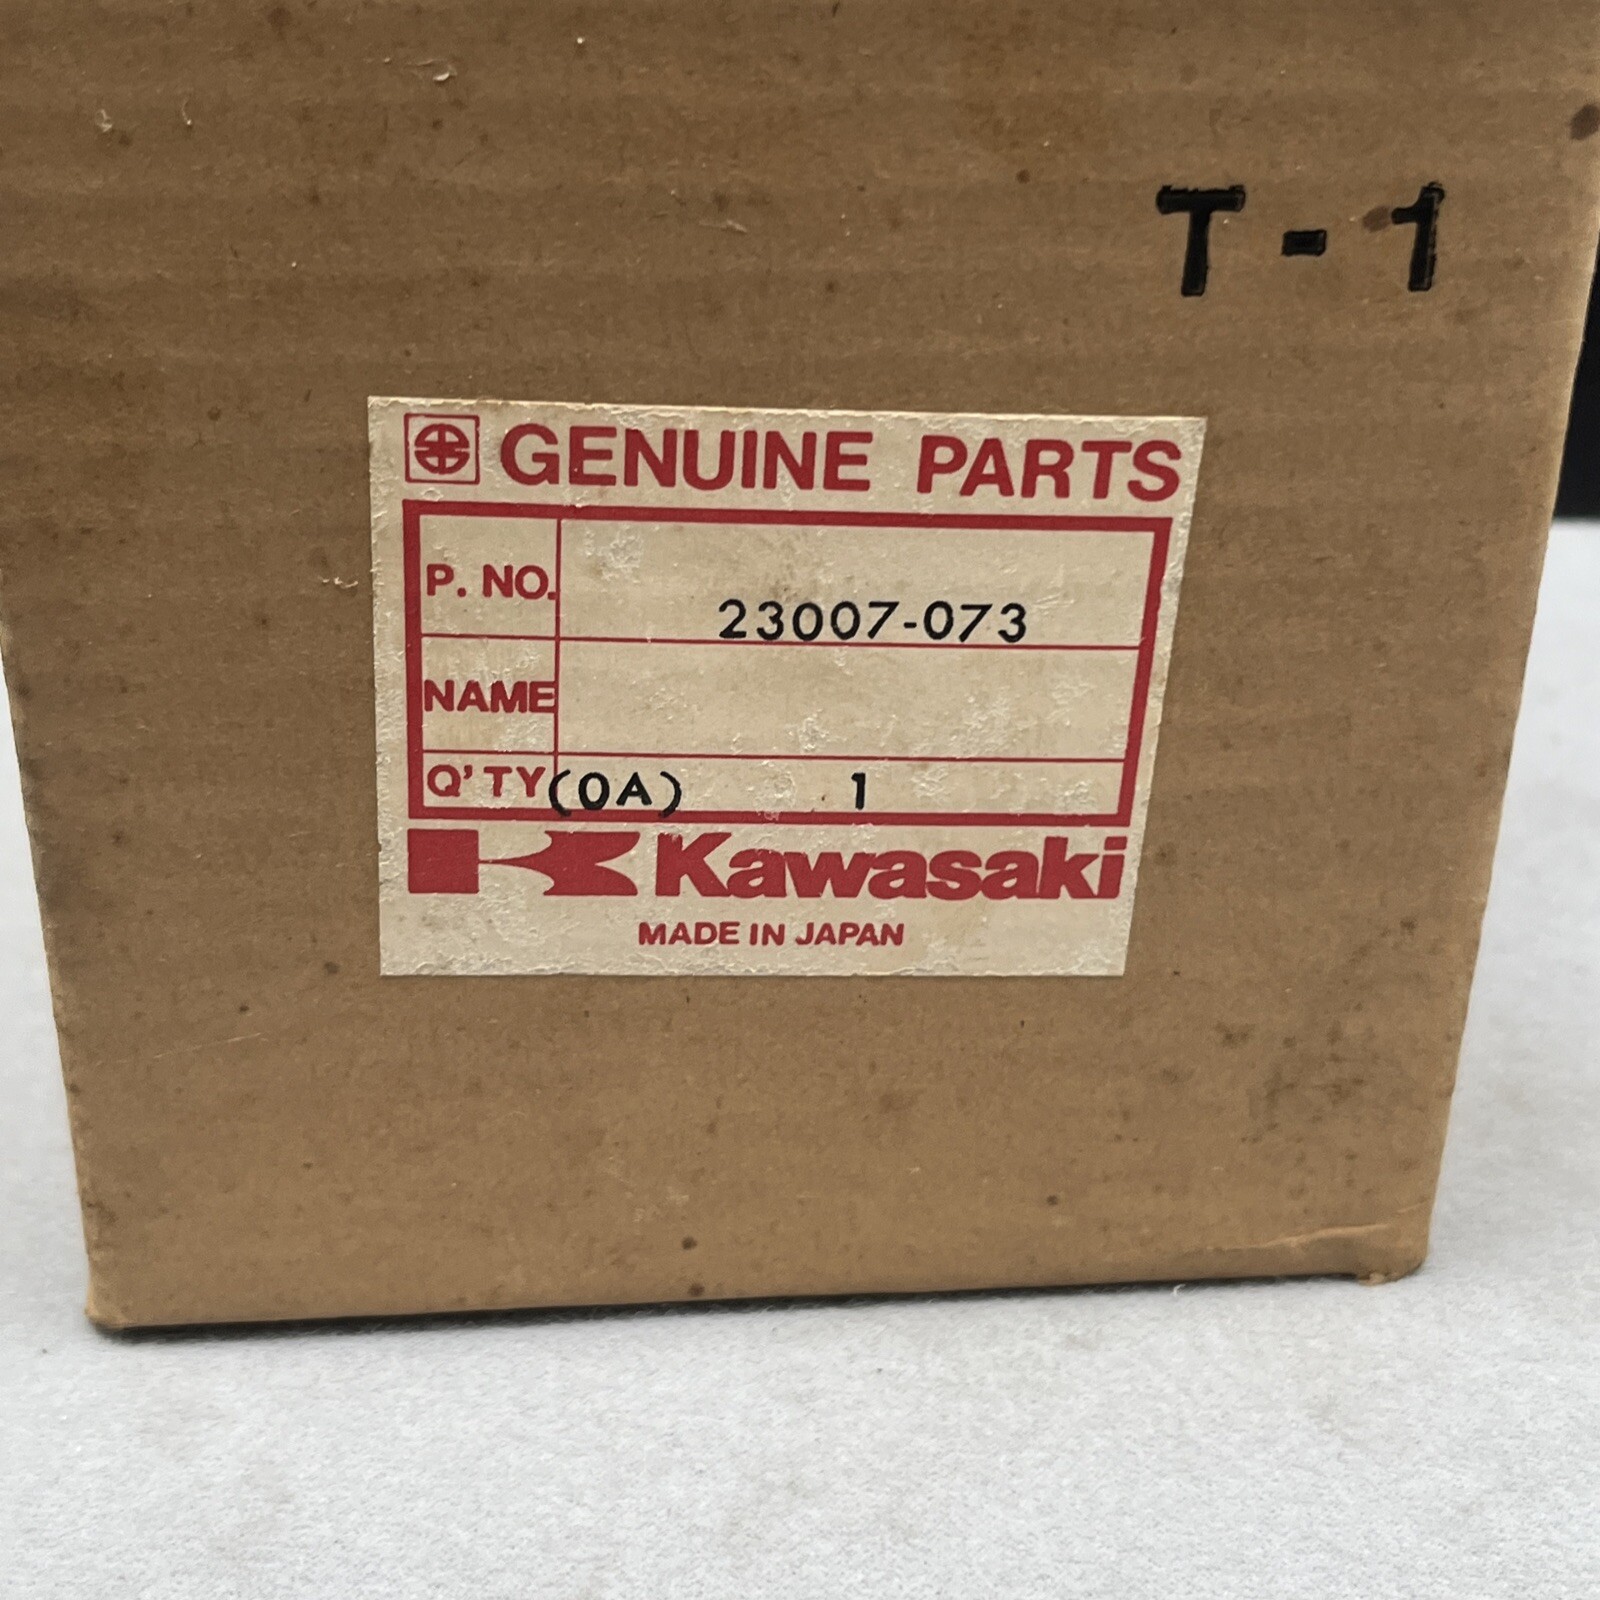 T-1
GENUINE PARTS
P. NO. 23007-073
NAME
Q'TY (0A) 1
Kawasaki
MADE IN JAPAN